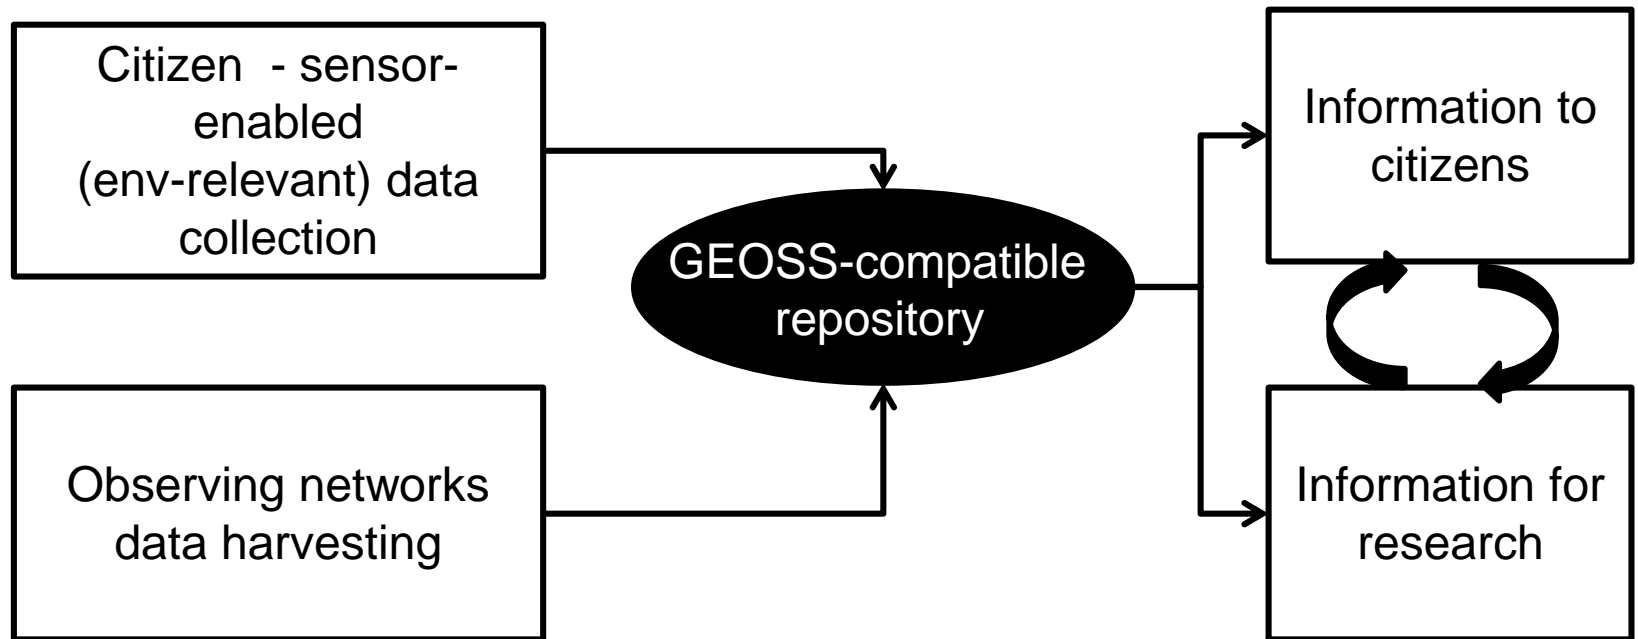 Citizen  - sensor-
enabled
(env-relevant) data
collection
Observing networks
data harvesting
GEOSS-compatible
repository
Information to
citizens
Information for
research